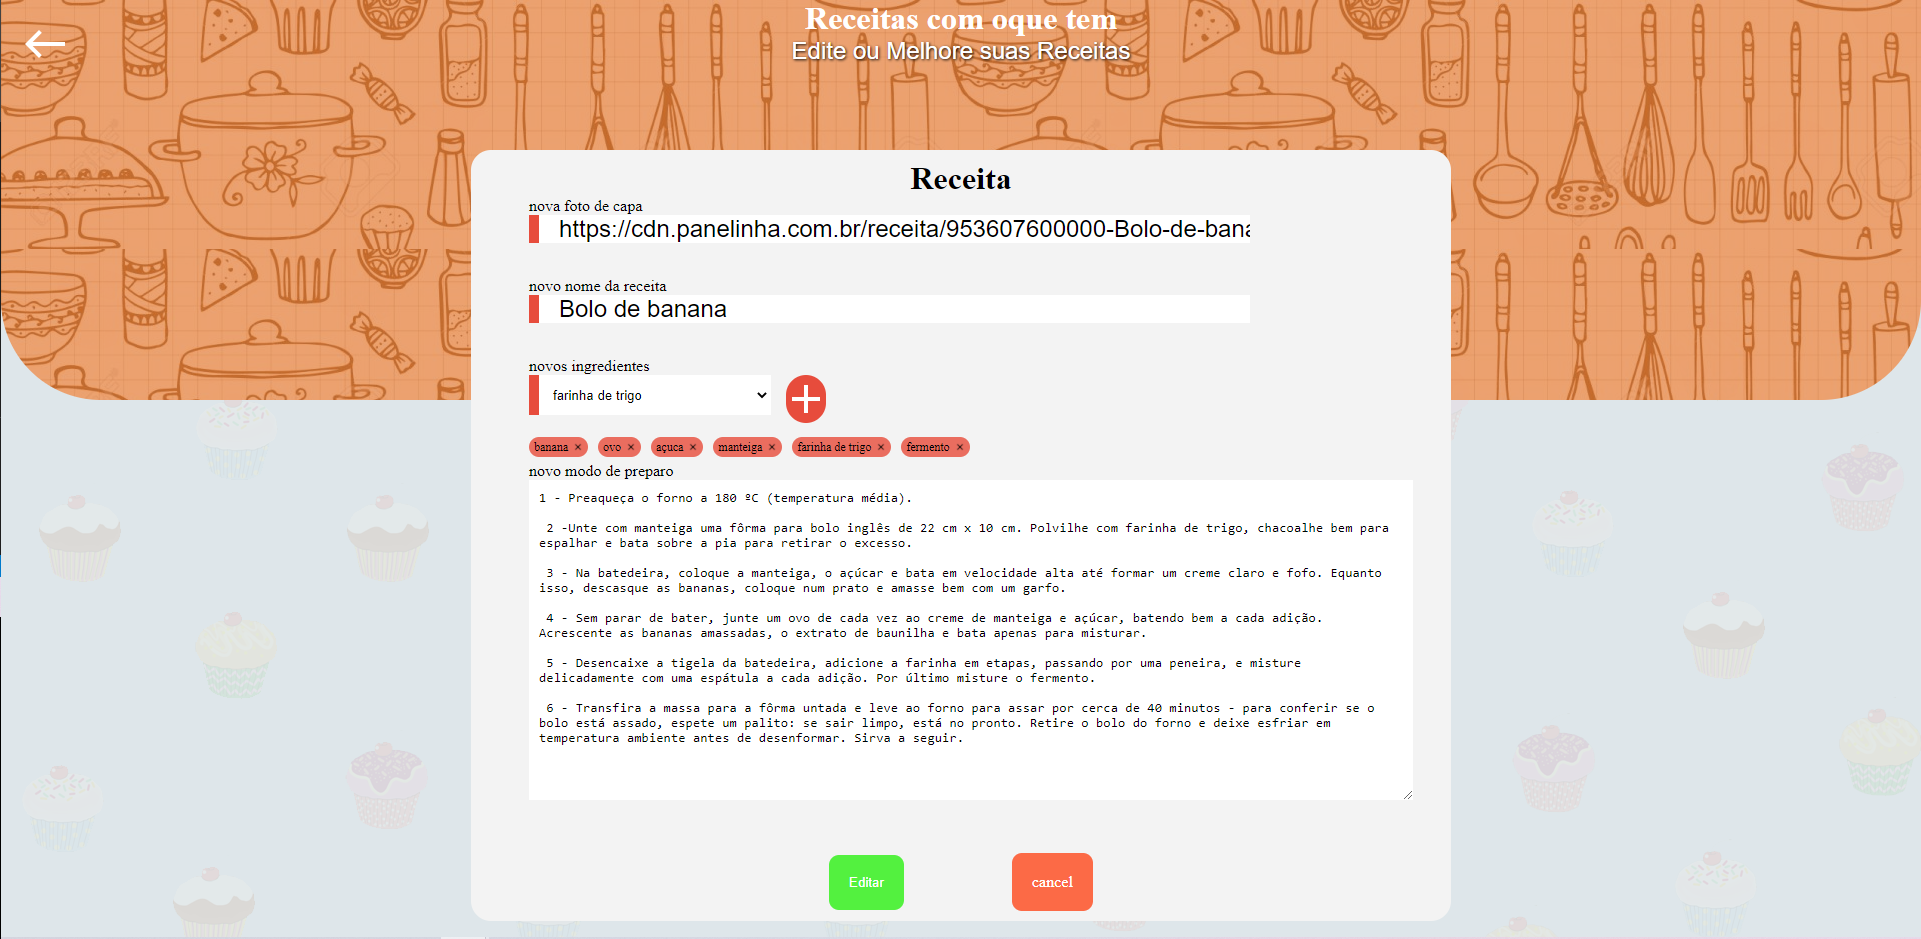 Receitas com oque tem
Edite ou Melhore suas Receitas
Receita
nova foto de capa
https://cdn.panelinha.com.br/receita/953607600000-Bolo-de-bana
novo nome da receita
Bolo de banana
novos ingredientes
farinha de trigo
banana × ovo × açuca × manteiga × farinha de trigo × fermento ×
novo modo de preparo
1 - Preaqueça o forno a 180 ºC (temperatura média).
2 -Unte com manteiga uma fôrma para bolo inglês de 22 cm x 10 cm. Polvilhe com farinha de trigo, chacoalhe bem para
espalhar e bata sobre a pia para retirar o excesso.
3 - Na batedeira, coloque a manteiga, o açúcar e bata em velocidade alta até formar um creme claro e fofo. Equanto
isso, descasque as bananas, coloque num prato e amasse bem com um garfo.
4 - Sem parar de bater, junte um ovo de cada vez ao creme de manteiga e açúcar, batendo bem a cada adição.
Acrescente as bananas amassadas, o extrato de baunilha e bata apenas para misturar.
5 - Desencaixe a tigela da batedeira, adicione a farinha em etapas, passando por uma peneira, e misture
delicadamente com uma espátula a cada adição. Por último misture o fermento.
6 - Transfira a massa para a fôrma untada e leve ao forno para assar por cerca de 40 minutos - para conferir se o
bolo está assado, espete um palito: se sair limpo, está no pronto. Retire o bolo do forno e deixe esfriar em
temperatura ambiente antes de desenformar. Sirva a seguir.
Editar
cancel